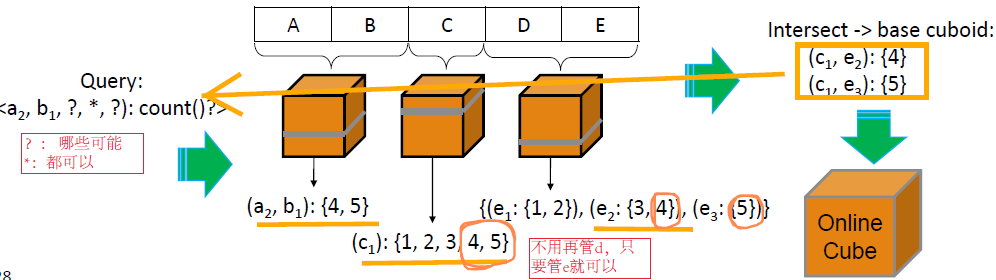 A B C D E
Intersect -> base cuboid:
(c1, e2): {4}
(c1, e3): {5}
Query:
<a2, b1, ?, *, ?): count()?>
? : 哪些可能
*: 都可以
(a2, b1): {4, 5}
{(e1: {1, 2}), (e2: {3, 4}), (e3: {5})}
(c1): {1, 2, 3, 4, 5}
不用再管d，只
要管e就可以
Online
Cube
28